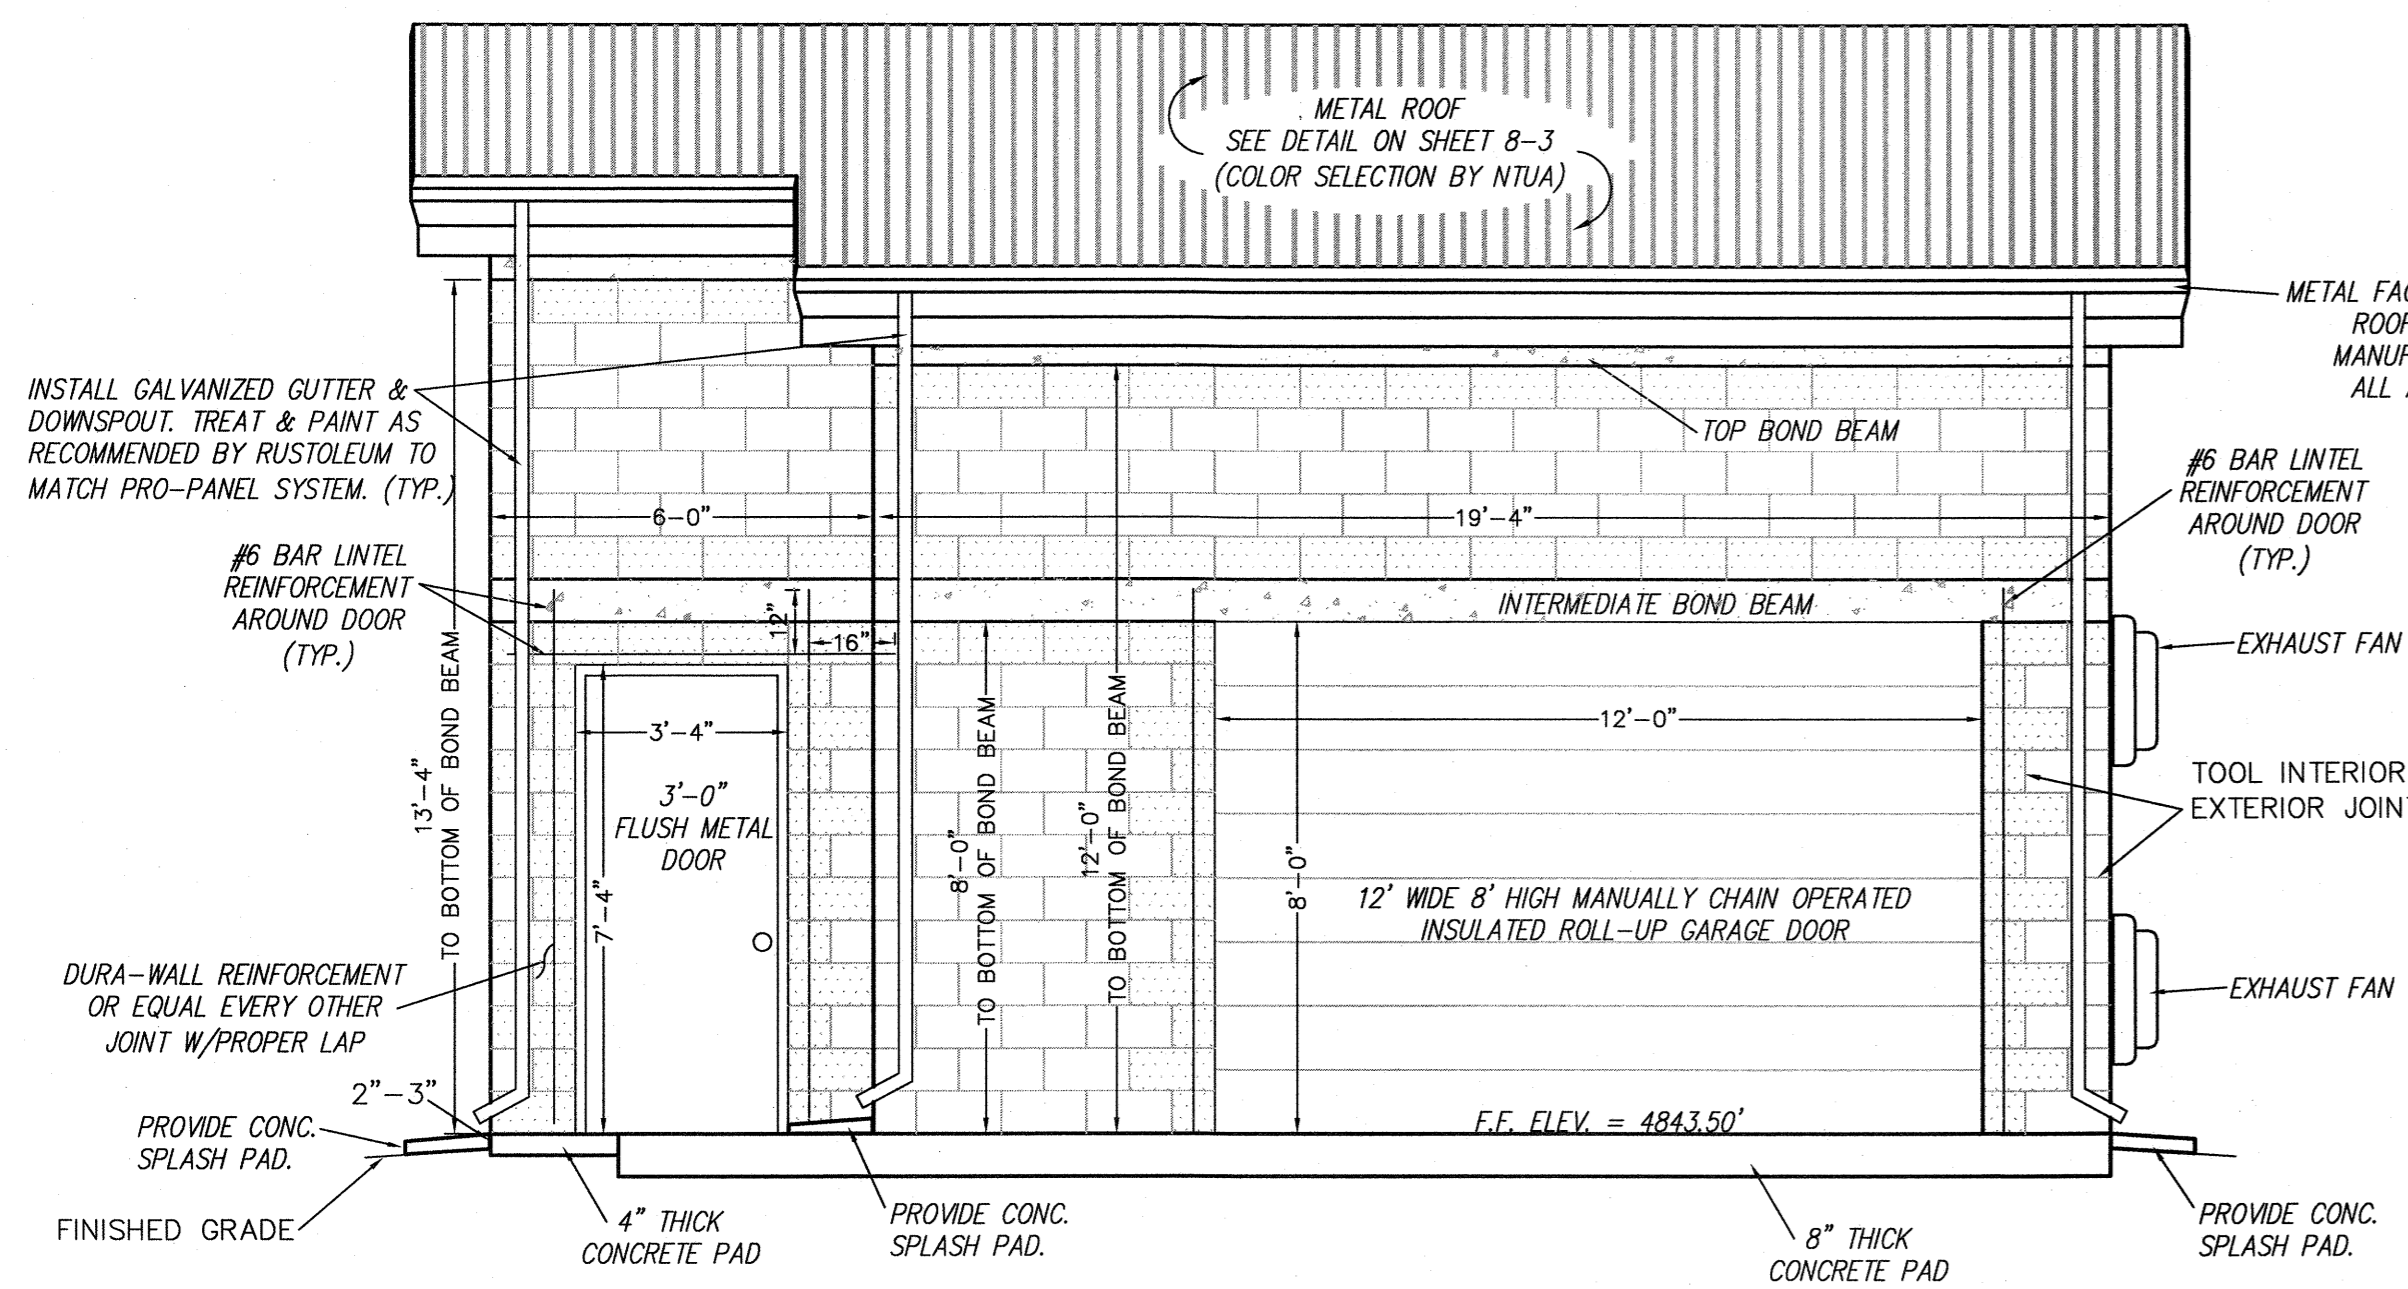 METAL ROOF
SEE DETAIL ON SHEET 8-3
(COLOR SELECTION BY NTUA)
METAL
ROOF
ALL
INSTALL GALVANIZED GUTTER &
DOWNSPOUT. TREAT & PAINT AS
RECOMMENDED BY RUSTOLEUM TO
MATCH PRO-PANEL SYSTEM. (TYP.)
TOP BOND BEAM
#6 BAR LINTEL
REINFORCEMENT
AROUND DOOR
(TYP.)
6-0"
19'-4"
#6 BAR LINTEL
REINFORCEMENT
AROUND DOOR
(TYP.)
12"
16"
INTERMEDIATE BOND BEAM
EXHAUST FAN
13'-4"
TO BOTTOM OF BOND BEAM
3'-4"
3'-0"
FLUSH METAL
DOOR
7'-4"
8'-0"
TO BOTTOM OF BOND BEAM
12'-0"
TO BOTTOM OF BOND BEAM
8'-0"
12'-0"
12' WIDE 8' HIGH MANUALLY CHAIN OPERATED
INSULATED ROLL-UP GARAGE DOOR
TOOL INTERIOR
EXTERIOR
EXHAUST FAN
DURA-WALL REINFORCEMENT
OR EQUAL EVERY OTHER
JOINT W/PROPER LAP
2"-3"
PROVIDE CONC.
SPLASH PAD.
F.F. ELEV. = 4843.50'
FINISHED GRADE
4" THICK
CONCRETE PAD
PROVIDE CONC.
SPLASH PAD.
8" THICK
CONCRETE PAD
PROVIDE CONC.
SPLASH PAD.